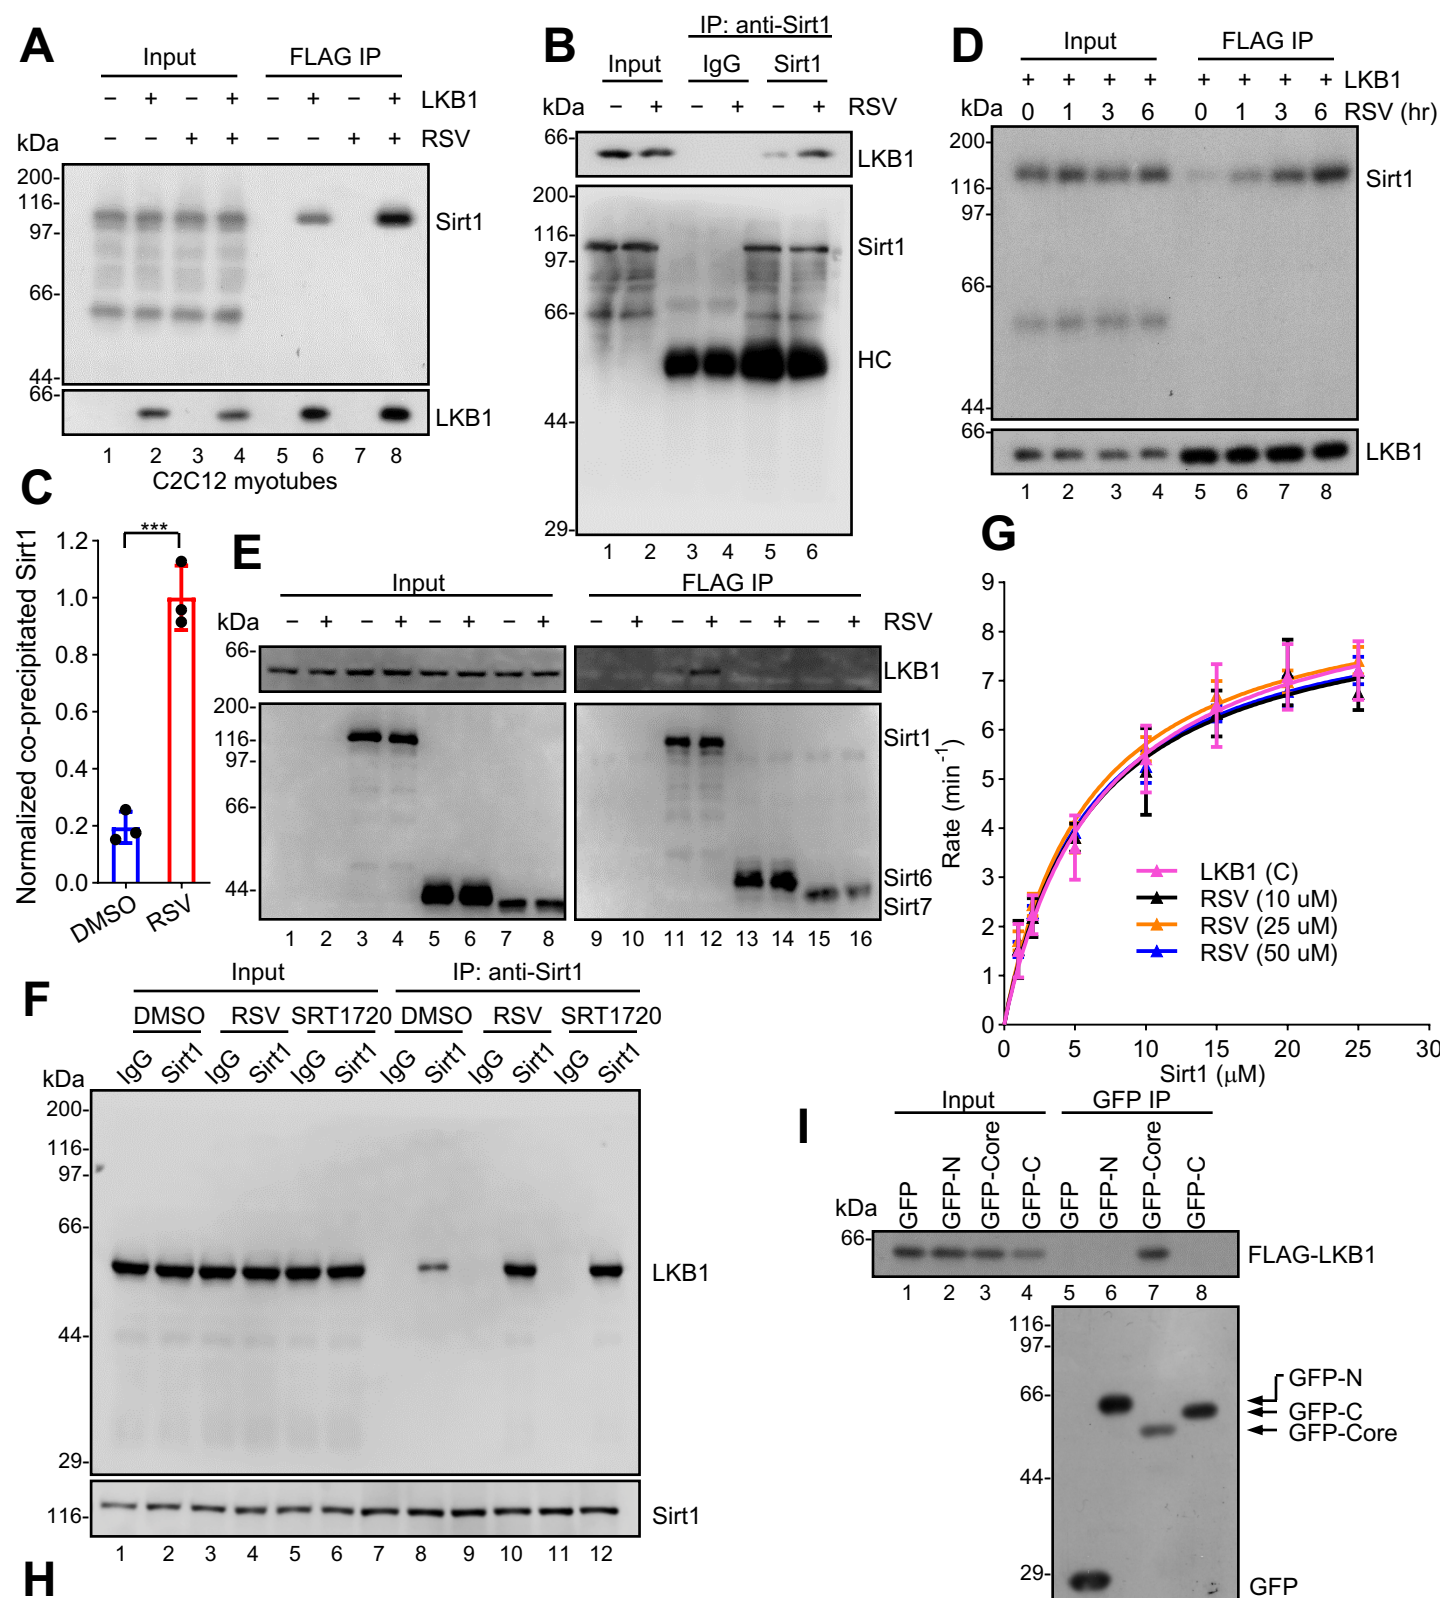 A
Input FLAG IP
− + − + − + − + LKB1
− − + + − − + + RSV
kDa
200-
116-
97-
66-
44-
Sirt1
66-
LKB1
1 2 3 4 5 6 7 8
C2C12 myotubes
B
IP: anti-Sirt1
Input IgG Sirt1
kDa − + − + − + RSV
66-
LKB1
200-
116-
97-
66-
44-
29-
Sirt1
HC
1 2 3 4 5 6
D
Input FLAG IP
+ + + + + + + + LKB1
kDa 0 1 3 6 0 1 3 6 RSV (hr)
200-
116-
97-
66-
44-
Sirt1
66-
LKB1
1 2 3 4 5 6 7 8
C
Normalized co-precipitated Sirt1
***
1.2
1.0
0.8
0.6
0.4
0.2
0.0
DMSO RSV
E
Input FLAG IP
kDa − + − + − + − + − + − + − + − + RSV
66-
LKB1
200-
116-
97-
66-
44-
Sirt1
Sirt6
Sirt7
1 2 3 4 5 6 7 8 9 10 11 12 13 14 15 16
G
Rate (min⁻¹)
9
8
7
6
5
4
3
2
1
0
LKB1 (C)
RSV (10 uM)
RSV (25 uM)
RSV (50 uM)
0 5 10 15 20 25 30
Sirt1 (μM)
F
Input IP: anti-Sirt1
DMSO RSV SRT1720 DMSO RSV SRT1720
IgG Sirt1 IgG Sirt1 IgG Sirt1 IgG Sirt1 IgG Sirt1 IgG Sirt1
kDa
200-
116-
97-
66-
44-
29-
LKB1
116-
Sirt1
1 2 3 4 5 6 7 8 9 10 11 12
H
I
Input GFP IP
GFP GFP-N GFP-Core GFP-C GFP GFP-N GFP-Core GFP-C
kDa
66-
FLAG-LKB1
1 2 3 4 5 6 7 8
116-
97-
66-
44-
29-
GFP-N
GFP-C
GFP-Core
GFP